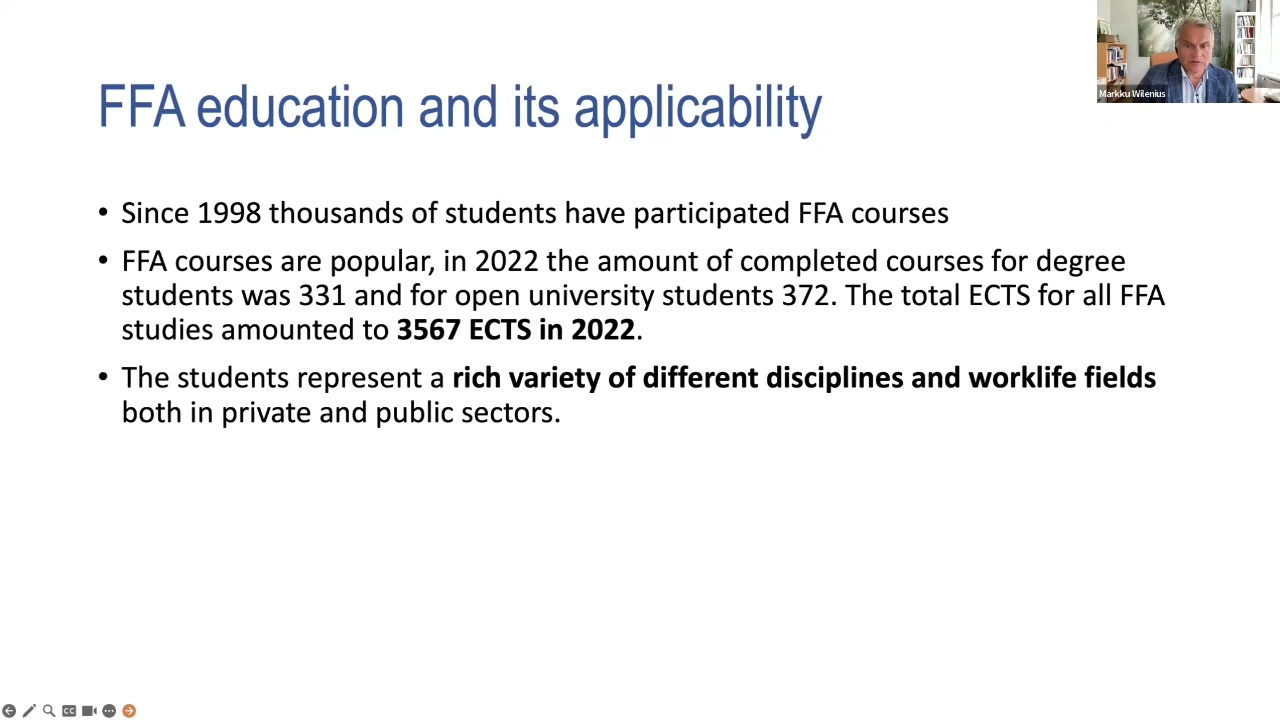 Markku Wilenius
FFA education and its applicability
• Since 1998 thousands of students have participated FFA courses
• FFA courses are popular, in 2022 the amount of completed courses for degree
students was 331 and for open university students 372. The total ECTS for all FFA
studies amounted to 3567 ECTS in 2022.
• The students represent a rich variety of different disciplines and worklife fields
both in private and public sectors.
CC